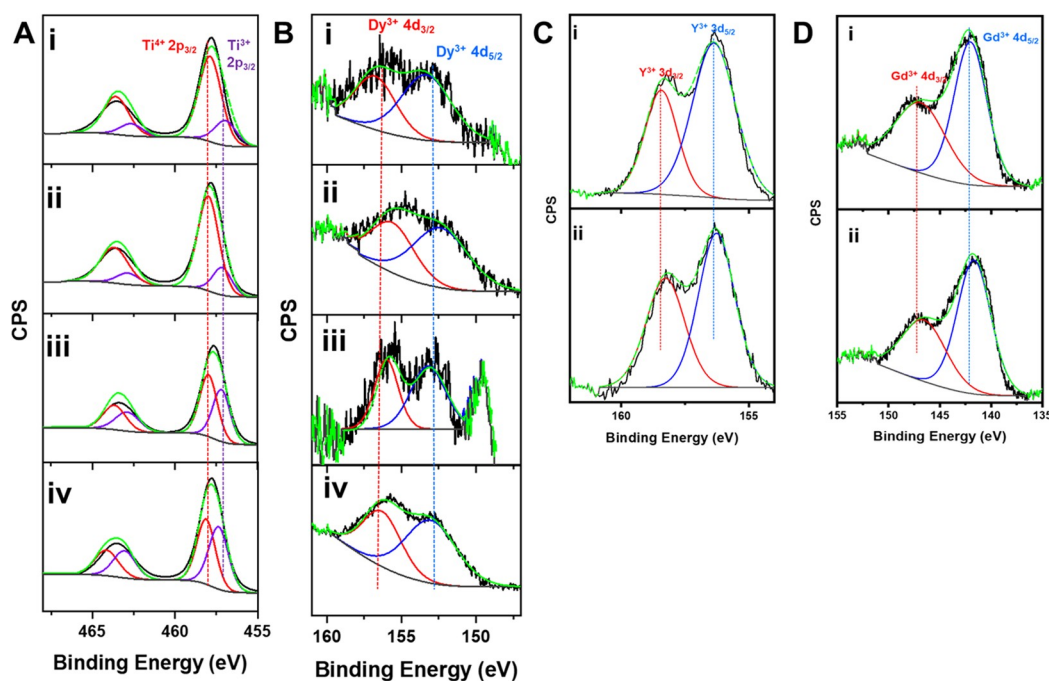 A
i
Ti⁴⁺ 2p₃/₂
Ti³⁺
2p₃/₂
ii
iii
iv
CPS
465 460 455
Binding Energy (eV)
B
i
Dy³⁺ 4d₃/₂
Dy³⁺ 4d₅/₂
ii
iii
iv
CPS
160 155 150
Binding Energy (eV)
C
i
Y³⁺ 3d₅/₂
Y³⁺ 3d₃/₂
ii
CPS
160 156
Binding Energy (eV)
D
i
Gd³⁺ 4d₅/₂
Gd³⁺ 4d₃/₂
ii
CPS
155 150 145 140 135
Binding Energy (eV)